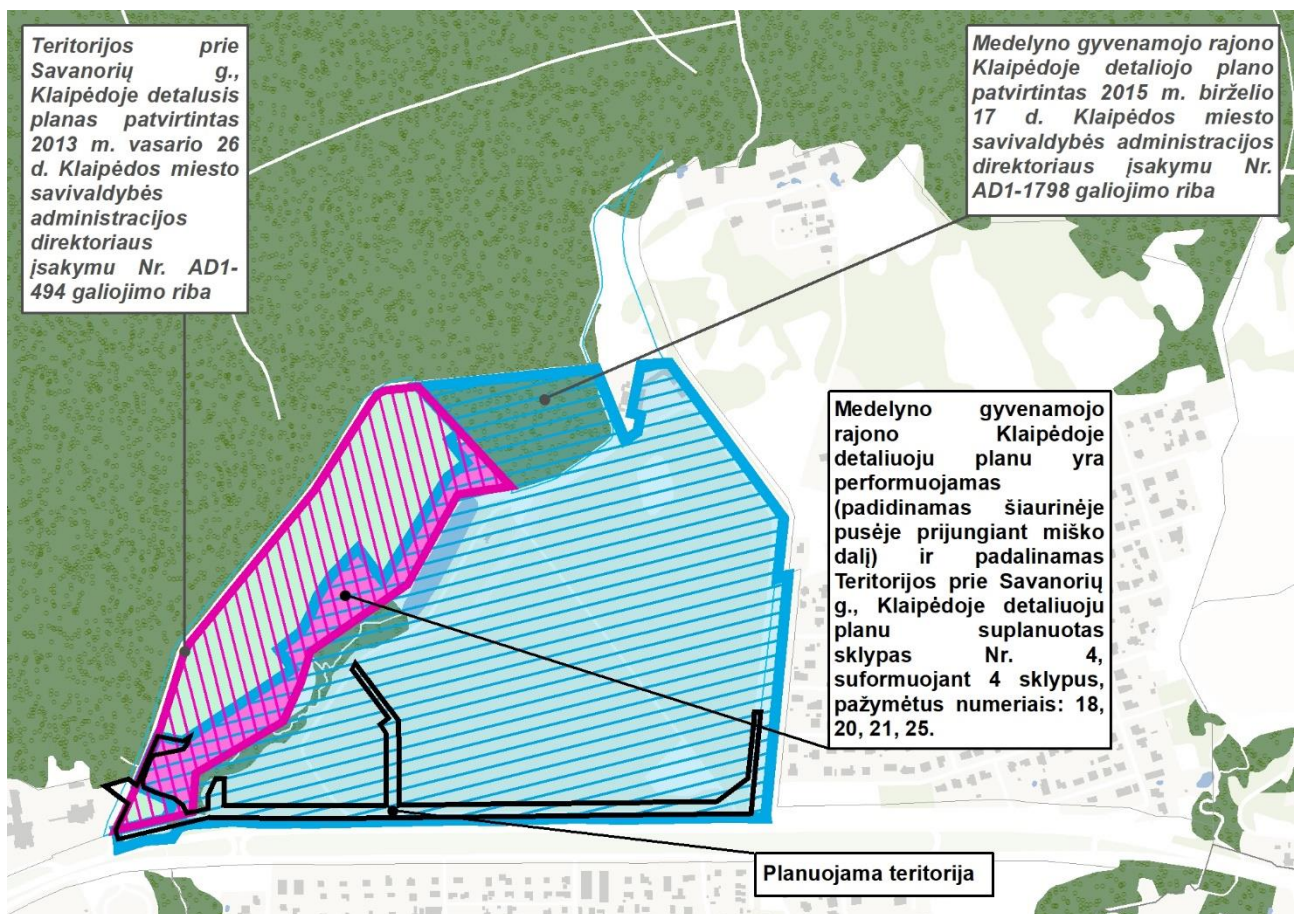 Teritorijos prie
Savanorių g.,
Klaipėdoje detalusis
planas patvirtintas
2013 m. vasario 26
d. Klaipėdos miesto
savivaldybės
administracijos
direktoriaus
įsakymu Nr. AD1-
494 galiojimo riba
Medelyno gyvenamojo rajono
Klaipėdoje detaliojo plano
patvirtintas 2015 m. birželio
17 d. Klaipėdos miesto
savivaldybės administracijos
direktoriaus įsakymu Nr.
AD1-1798 galiojimo riba
Medelyno gyvenamojo
rajono Klaipėdoje
detaliuoju planu yra
performuojamas
(padidinamas šiaurinėje
pusėje prijungiant miško
dalį) ir padalinamas
Teritorijos prie Savanorių
g., Klaipėdoje detaliuoju
planu suplanuotas
sklypas Nr. 4,
suformuojant 4 sklypus,
pažymėtus numeriais: 18,
20, 21, 25.
Planuojama teritorija